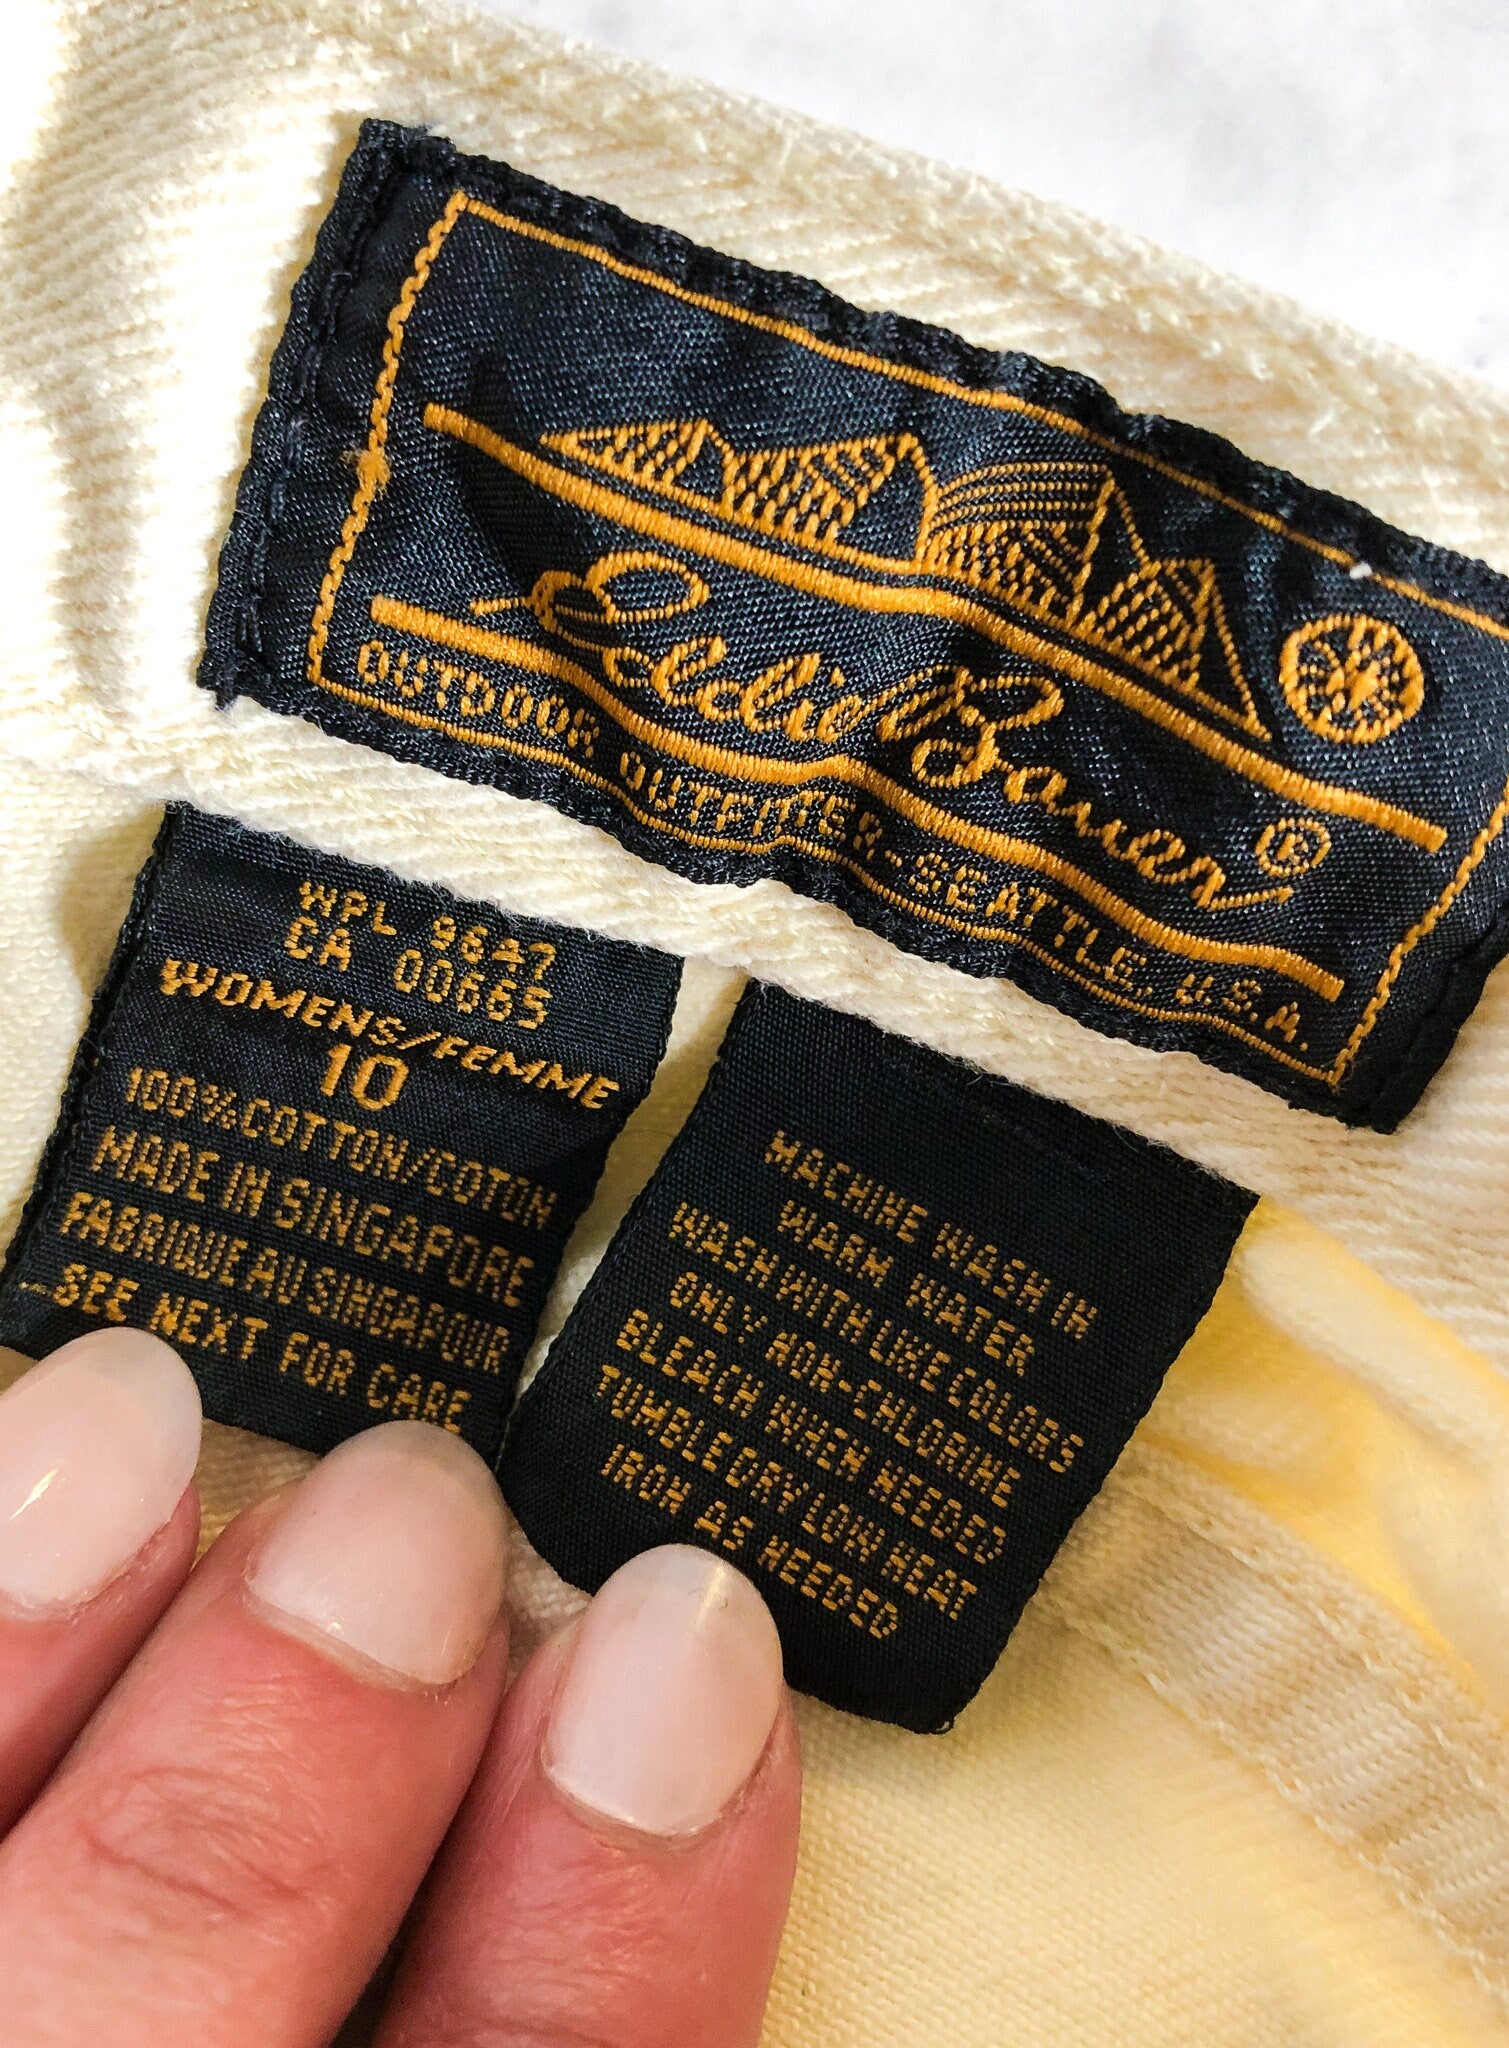 Eddie Bauer®
OUTDOOR OUTFITTER-SEATTLE, U.S.A.
WPL 9647
CA 00665
WOMENS/FEMME
10
100% COTTON/COTON
MADE IN SINGAPORE
FABRIQUE AU SINGAPOUR
SEE NEXT FOR CARE
MACHINE WASH IN
WARM WATER
WASH WITH LIKE COLORS
ONLY NON-CHLORINE
BLEACH WHEN NEEDED
TUMBLE DRY LOW HEAT
IRON AS NEEDED